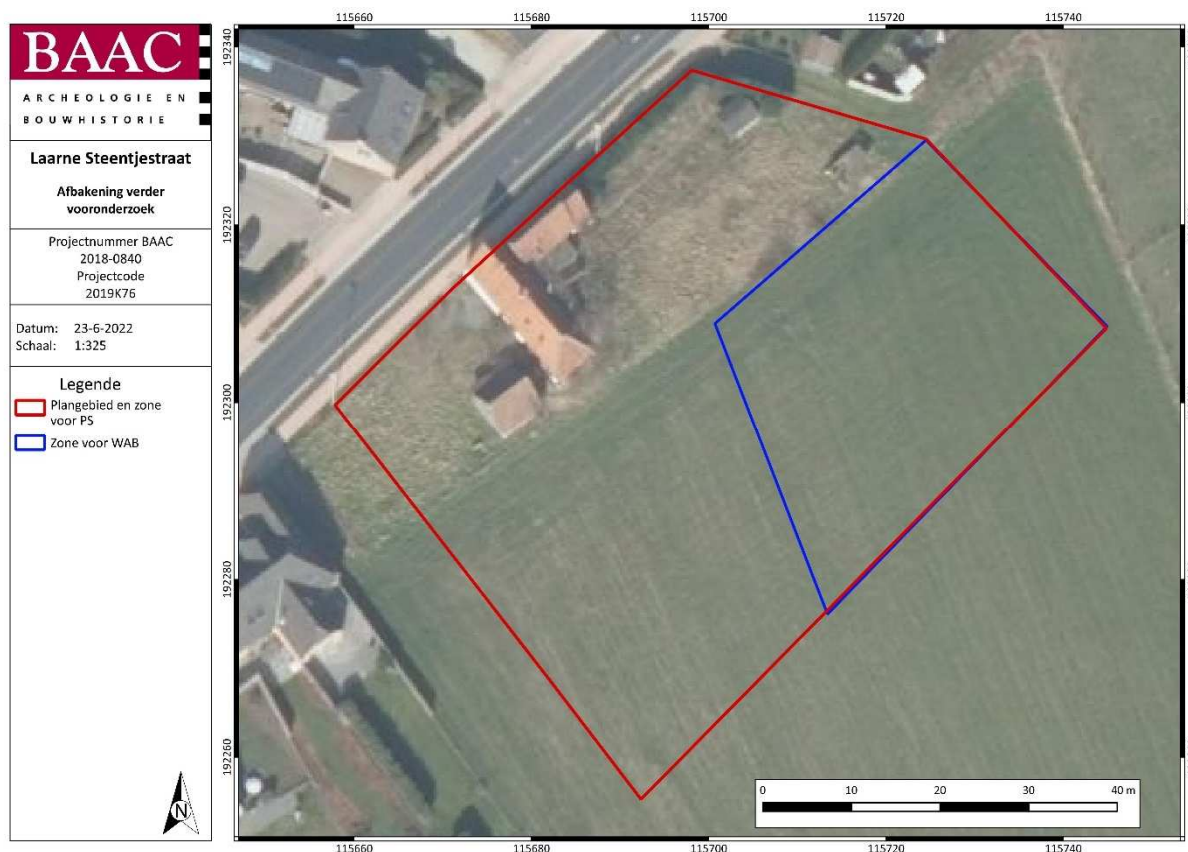 BAAC
ARCHEOLOGIE EN
BOUWHISTORIE
Laarne Steentjestraat
Afbakening verder
vooronderzoek
Projectnummer BAAC
2018-0840
Projectcode
2019K76
Datum: 23-6-2022
Schaal: 1:325
Legende
Plangebied en zone
voor PS
Zone voor WAB
N
115660 115680 115700 115720 115740
192340
192320
192300
192280
192260
0 10 20 30 40 m
115660 115680 115700 115720 115740